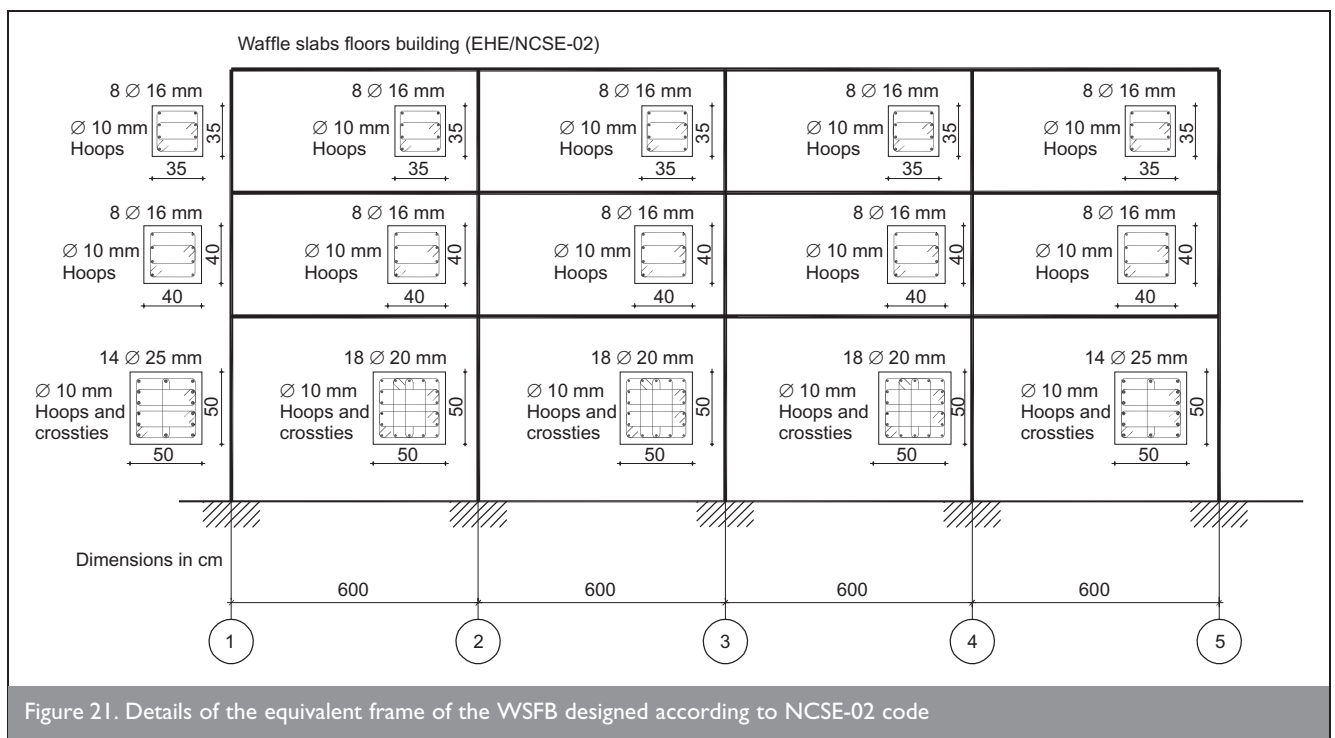 Waffle slabs floors building (EHE/NCSE-02)
8 ∅ 16 mm
∅ 10 mm
Hoops
35
35
8 ∅ 16 mm
∅ 10 mm
Hoops
35
35
8 ∅ 16 mm
∅ 10 mm
Hoops
35
35
8 ∅ 16 mm
∅ 10 mm
Hoops
35
35
8 ∅ 16 mm
∅ 10 mm
Hoops
35
35
8 ∅ 16 mm
∅ 10 mm
Hoops
40
40
8 ∅ 16 mm
∅ 10 mm
Hoops
40
40
8 ∅ 16 mm
∅ 10 mm
Hoops
40
40
8 ∅ 16 mm
∅ 10 mm
Hoops
40
40
8 ∅ 16 mm
∅ 10 mm
Hoops
40
40
14 ∅ 25 mm
∅ 10 mm
Hoops and
crossties
50
50
18 ∅ 20 mm
∅ 10 mm
Hoops and
crossties
50
50
18 ∅ 20 mm
∅ 10 mm
Hoops and
crossties
50
50
18 ∅ 20 mm
∅ 10 mm
Hoops and
crossties
50
50
14 ∅ 25 mm
∅ 10 mm
Hoops and
crossties
50
50
Dimensions in cm
600
600
600
600
1
2
3
4
5
Figure 21. Details of the equivalent frame of the WSFB designed according to NCSE-02 code